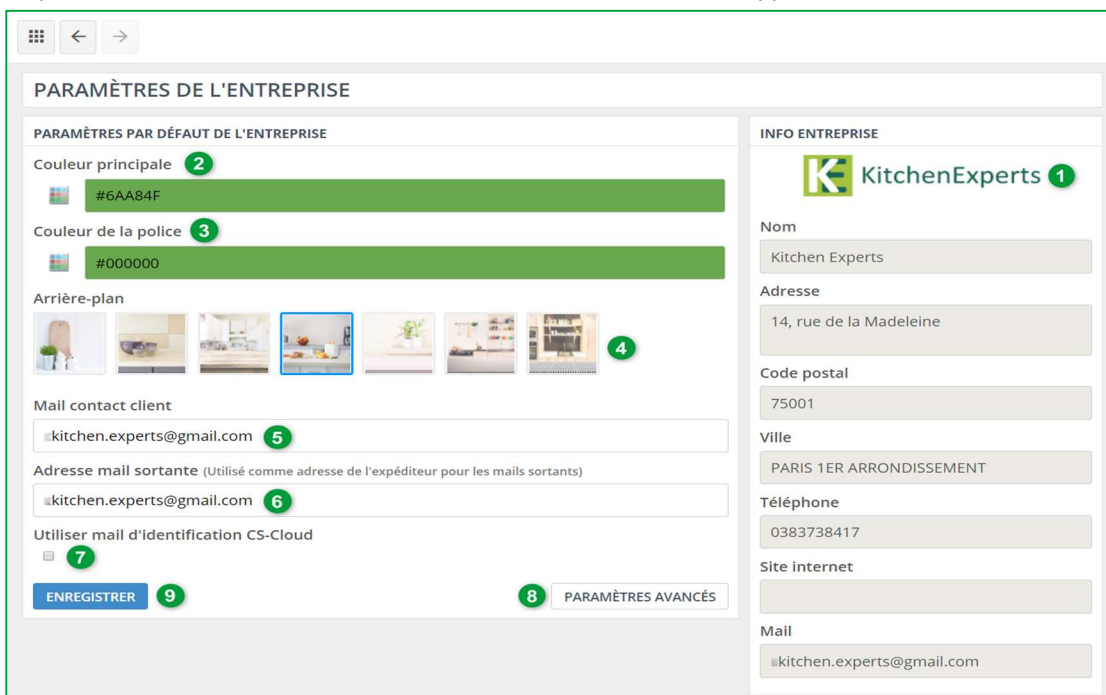 PARAMÈTRES DE L'ENTREPRISE
PARAMÈTRES PAR DÉFAUT DE L'ENTREPRISE
Couleur principale 2
#6AA84F
Couleur de la police 3
#000000
Arrière-plan
4
Mail contact client
kitchen.experts@gmail.com 5
Adresse mail sortante (Utilisé comme adresse de l'expéditeur pour les mails sortants)
kitchen.experts@gmail.com 6
Utiliser mail d'identification CS-Cloud
7
ENREGISTRER 9
8 PARAMÈTRES AVANCÉS
INFO ENTREPRISE
KE KitchenExperts 1
Nom
Kitchen Experts
Adresse
14, rue de la Madeleine
Code postal
75001
Ville
PARIS 1ER ARRONDISSEMENT
Téléphone
0383738417
Site internet
Mail
kitchen.experts@gmail.com